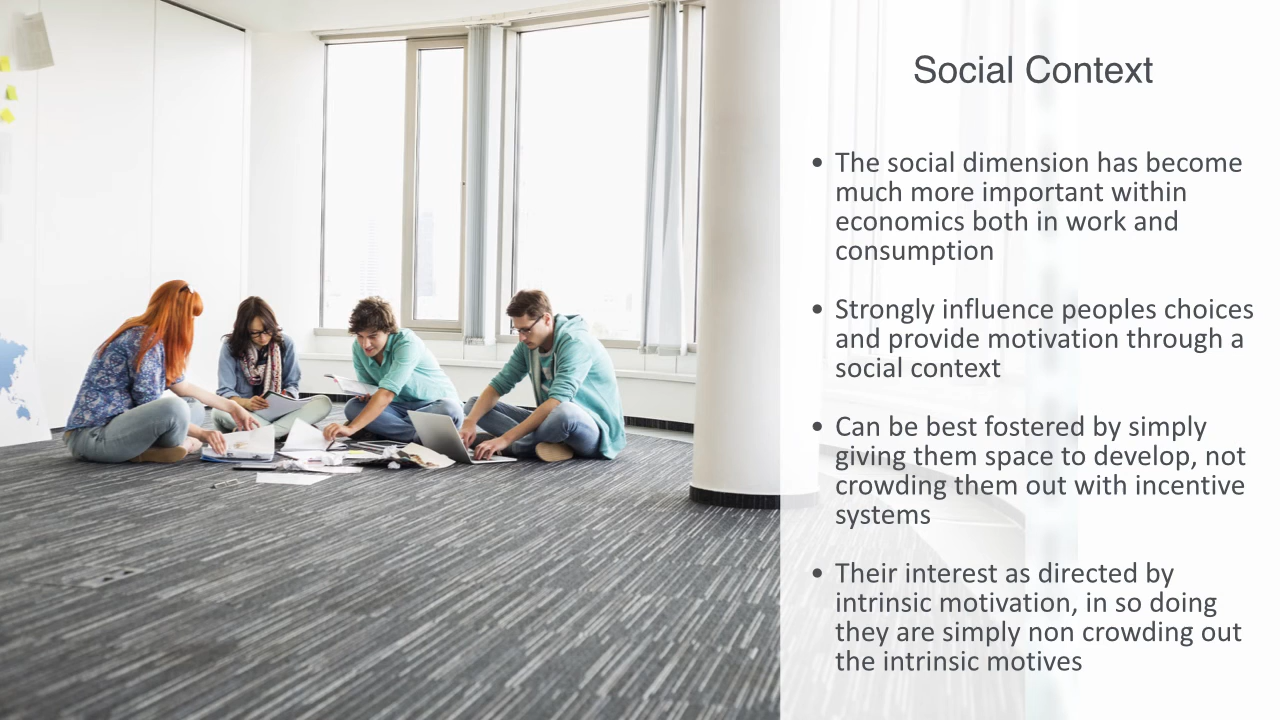 Social Context
• The social dimension has become
much more important within
economics both in work and
consumption
• Strongly influence peoples choices
and provide motivation through a
social context
• Can be best fostered by simply
giving them space to develop, not
crowding them out with incentive
systems
• Their interest as directed by
intrinsic motivation, in so doing
they are simply non crowding out
the intrinsic motives